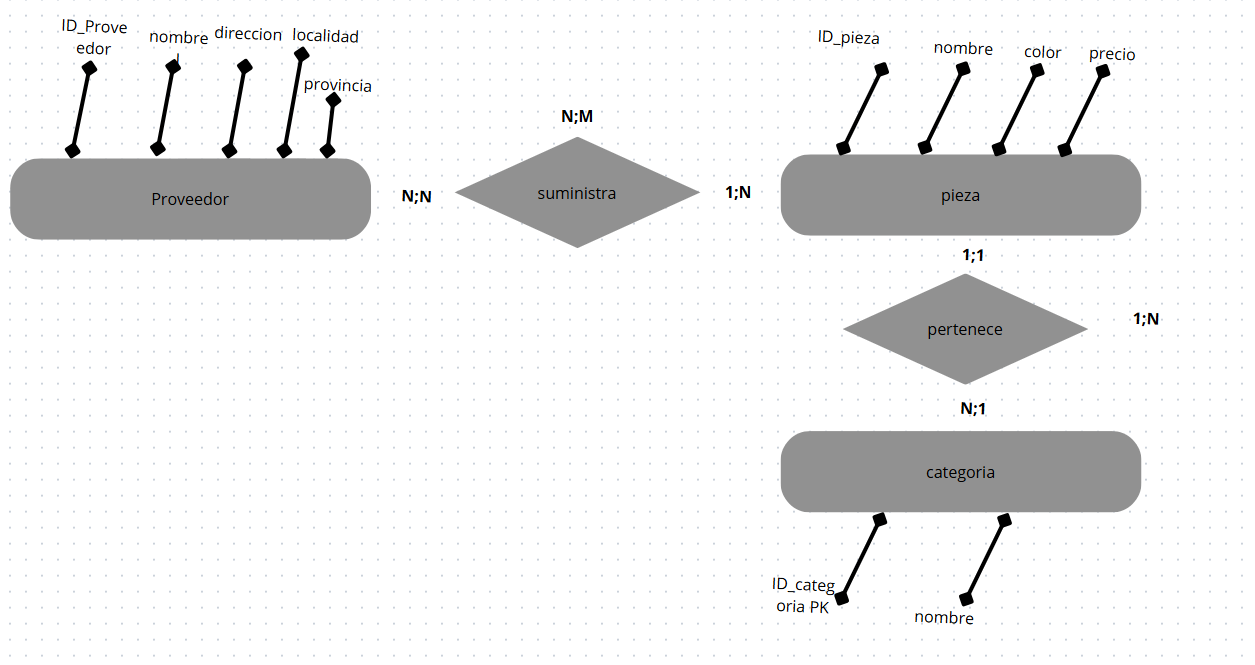 ID_Prove
edor
nombre
direccion
localidad
provincia
Proveedor
N;N
N;M
suministra
1;N
ID_pieza
nombre
color
precio
pieza
1;1
pertenece
1;N
N;1
categoria
ID_categ
oria PK
nombre